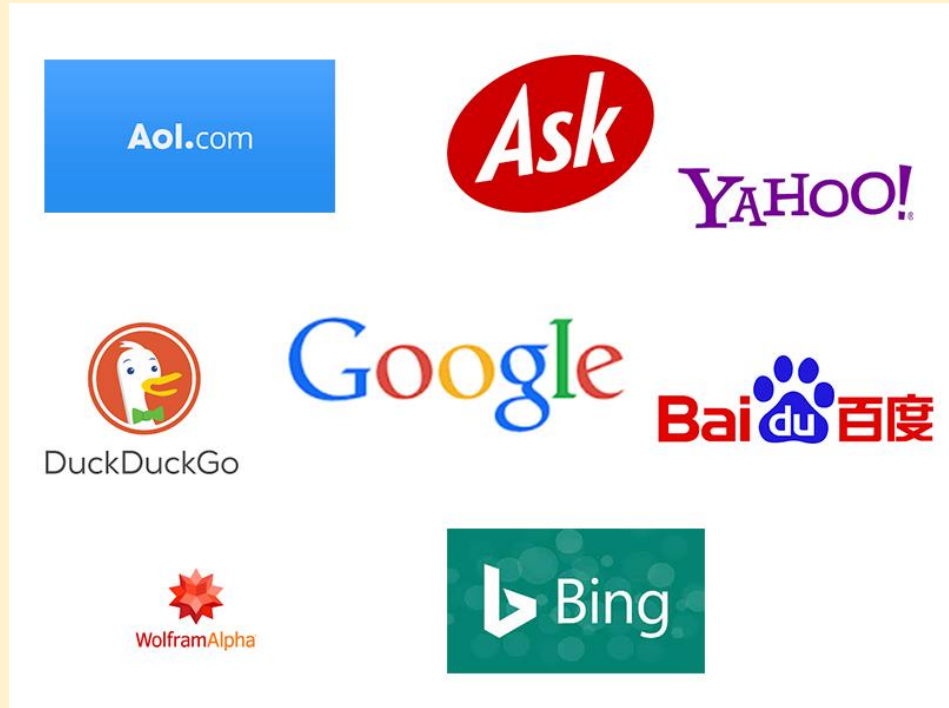 Aol.com
Ask
YAHOO!
DuckDuckGo
Google
Bai du 百度
WolframAlpha
Bing